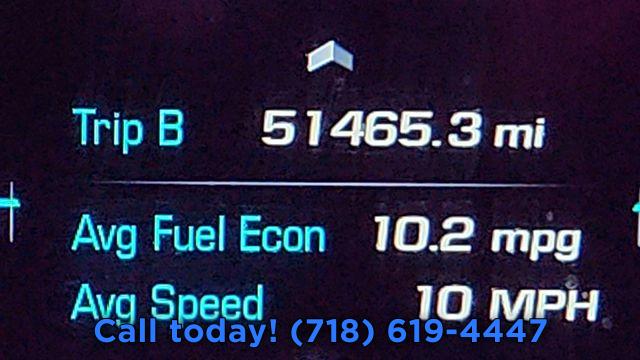 Trip B 51465.3 mi
Avg Fuel Econ 10.2 mpg
Avg Speed 10 MPH
Call today! (718) 619-4447